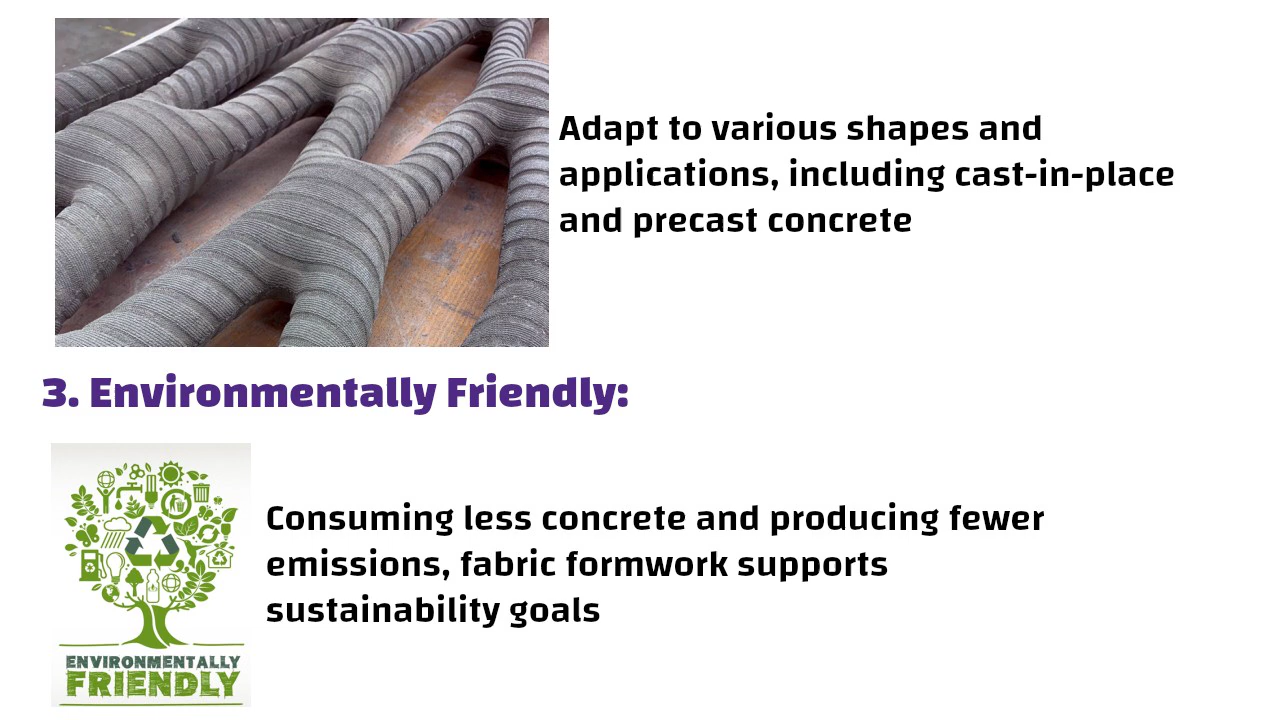 Adapt to various shapes and
applications, including cast-in-place
and precast concrete
3. Environmentally Friendly:
Consuming less concrete and producing fewer
emissions, fabric formwork supports
sustainability goals
ENVIRONMENTALLY
FRIENDLY